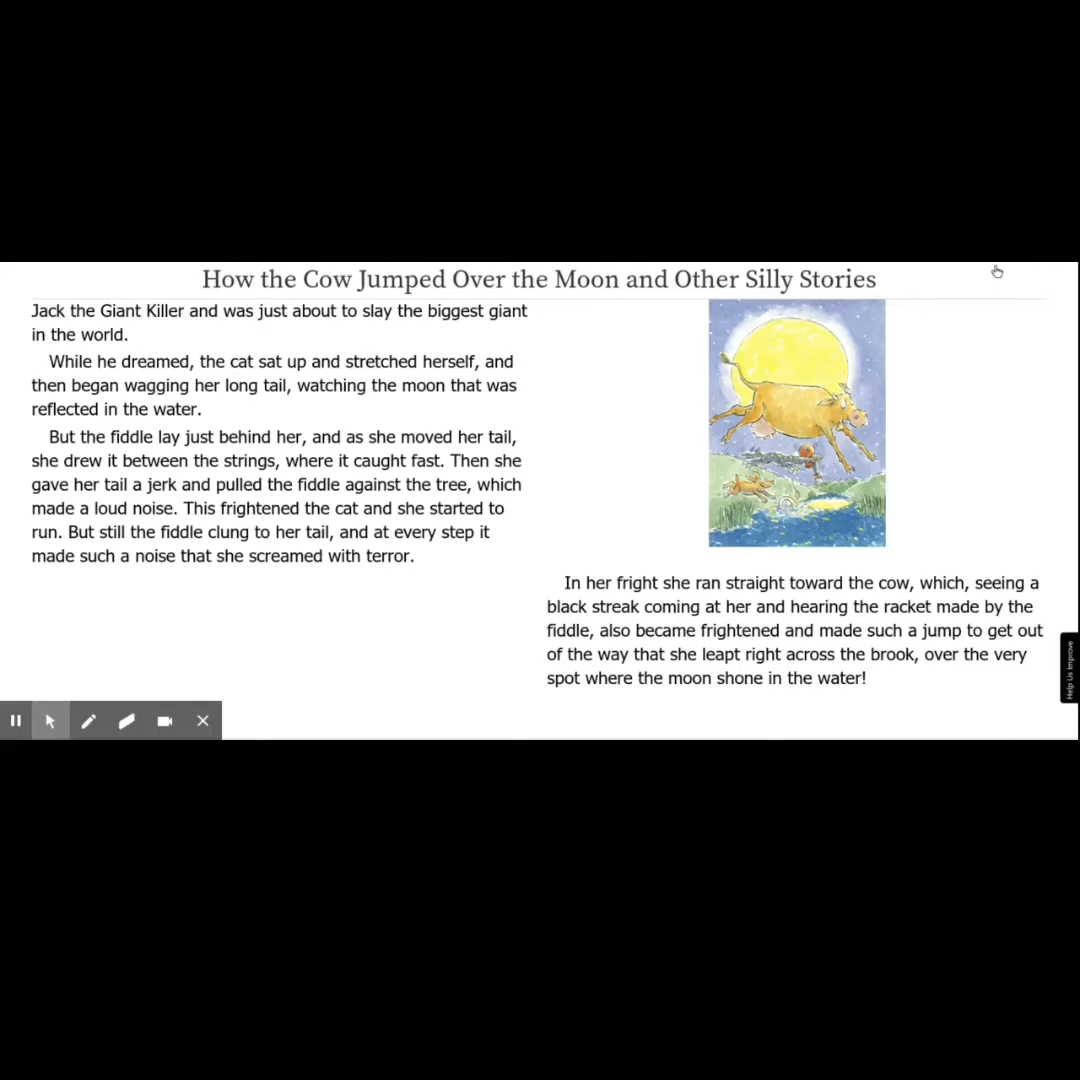 How the Cow Jumped Over the Moon and Other Silly Stories
Jack the Giant Killer and was just about to slay the biggest giant
in the world.
While he dreamed, the cat sat up and stretched herself, and
then began wagging her long tail, watching the moon that was
reflected in the water.
But the fiddle lay just behind her, and as she moved her tail,
she drew it between the strings, where it caught fast. Then she
gave her tail a jerk and pulled the fiddle against the tree, which
made a loud noise. This frightened the cat and she started to
run. But still the fiddle clung to her tail, and at every step it
made such a noise that she screamed with terror.
In her fright she ran straight toward the cow, which, seeing a
black streak coming at her and hearing the racket made by the
fiddle, also became frightened and made such a jump to get out
of the way that she leapt right across the brook, over the very
spot where the moon shone in the water!
Help Us Improve